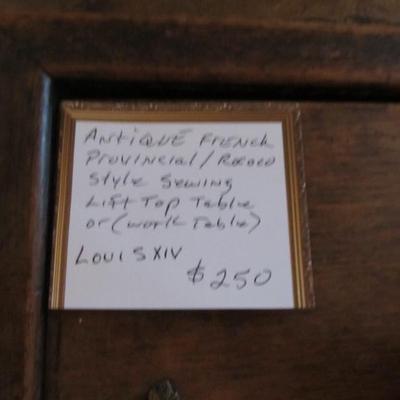 ANTIQUE FRENCH
Provincial/Rococo
Style Sewing
Lift Top Table
or (work Table)
LOUIS XIV
$250